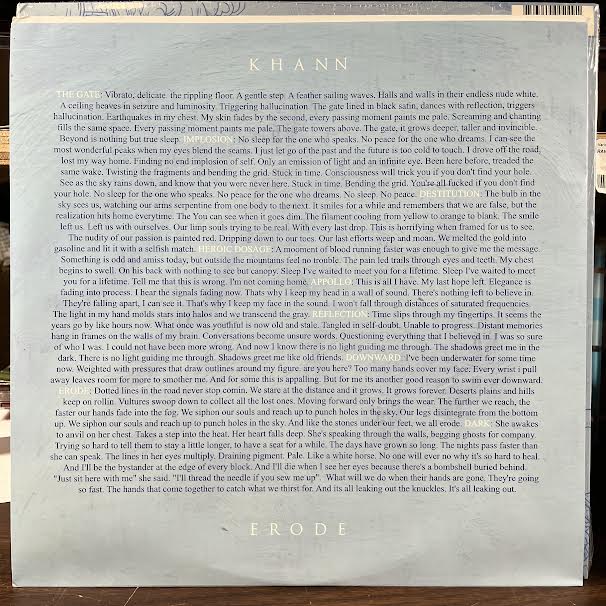 KHANN
THE GATE: Vibrato, delicate the rippling floor. A gentle step. A feather sailing waves. Halls and walls in their endless nude white.
A ceiling heaves in seizure and luminosity. Triggering hallucination. The gate lined in black satin, dances with reflection, triggers
hallucination. Earthquakes in my chest. My skin fades by the second, every passing moment paints me pale. Screaming and chanting
fills the same space. Every passing moment paints me pale. The gate towers above. The gate, it grows deeper, taller and invincible.
Beyond is nothing but true sleep. IMPLOSION: No sleep for the one who speaks. No peace for the one who dreams. I can see the
most wonderful peaks when my eyes blend the seams. I just let go of the past and the future is too cold to touch. I drove off the road,
lost my way home. Finding no end implosion of self. Only an emission of light and an infinite eye. Been here before, treaded the
same wake. Twisting the fragments and bending the grid. Stuck in time. Consciousness will trick you if you don't find your hole.
See as the sky rains down, and know that you were never here. Stuck in time. Bending the grid. You're all fucked if you don't find
your hole. No sleep for the one who speaks. No peace for the one who dreams. No sleep. No peace. DESTITUTION: The bulb in the
sky sees us, watching our arms serpentine from one body to the next. It smiles for a while and remembers that we are false, but the
realization hits home everytime. The You can see when it goes dim. The filament cooling from yellow to orange to blank. The smile
left us. Left us with ourselves. Our limp souls trying to be real. With every last drop. This is horrifying when framed for us to see.
The nudity of our passion is painted red. Dripping down to our toes. Our last efforts weep and moan. We melted the gold into
gasoline and lit it with a selfish match. HEROIC DOSAGE: A mooment of blood running faster was enough to give me the message.
Something is odd and amiss today, but outside the mountains feel no trouble. The pain led trails through eyes and teeth. My chest
begins to swell. On his back with nothing to see but canopy. Sleep I've waited to meet you for a lifetime. Sleep I've waited to meet
you for a lifetime. Tell me that this is wrong. I'm not coming home. APOLLO: This is all I have. My last hope left. Elegance is
fading into process. I hear the signals fading now. Thats why I keep my head in a wall of sound. There's nothing left to believe in.
They're falling apart, I can see it. That's why I keep my face in the sound. I won't fall through distances of saturated frequencies.
The light in my hand molds stars into halos and we transcend the gray. REFLECTION: Time slips through my fingertips. It seems the
years go by like hours now. What once was youthful is now old and stale. Tangled in self-doubt. Unable to progress. Distant memories
hang in frames on the walls of my brain. Conversations become unsure words. Questioning everything that I believed in. I was so sure
of who I was. I could not have been more wrong. And now I know there is no light guiding me through. The shadows greet me in the
dark. There is no light guiding me through. Shadows greet me like old friends. DOWNWARD: I've been underwater for some time
now. Weighted with pressures that draw outlines around my figure. are you here? Too many hands cover my face. Every wrist i pull
away leaves room for more to smother me. And for some this is appalling. But for me its another good reason to swim ever downward.
ERODE: Dotted lines in the road never stop comin. We stare at the distance and it grows. It grows forever. Deserts plains and hills
keep on rollin. Vultures swoop down to collect all the lost ones. Moving forward only brings the wear. The further we reach, the
faster our hands fade into the fog. We siphon our souls and reach up to punch holes in the sky. Our legs disintegrate from the bottom
up. We siphon our souls and reach up to punch holes in the sky. And like the stones under our feet, we all erode. DARK: She awakes
to anvil on her chest. Takes a step into the heat. Her heart falls deep. She's speaking through the walls, begging ghosts for company.
Trying so hard to tell them to stay a little longer, to have a seat for a while. The days have grown so long. The nights pass faster than
she can speak. The lines in her eyes multiply. Draining pigment. Pale. Like a white horse. No one will ever no why it's so hard to heal.
And I'll be the bystander at the edge of every block. And I'll die when I see her eyes because there's a bombshell buried behind.
"Just sit here with me" she said. "I'll thread the needle if you sew me up". What will we do when their hands are gone. They're going
so fast. The hands that come together to catch what we thirst for. And its all leaking out the knuckles. It's all leaking out.
ERODE